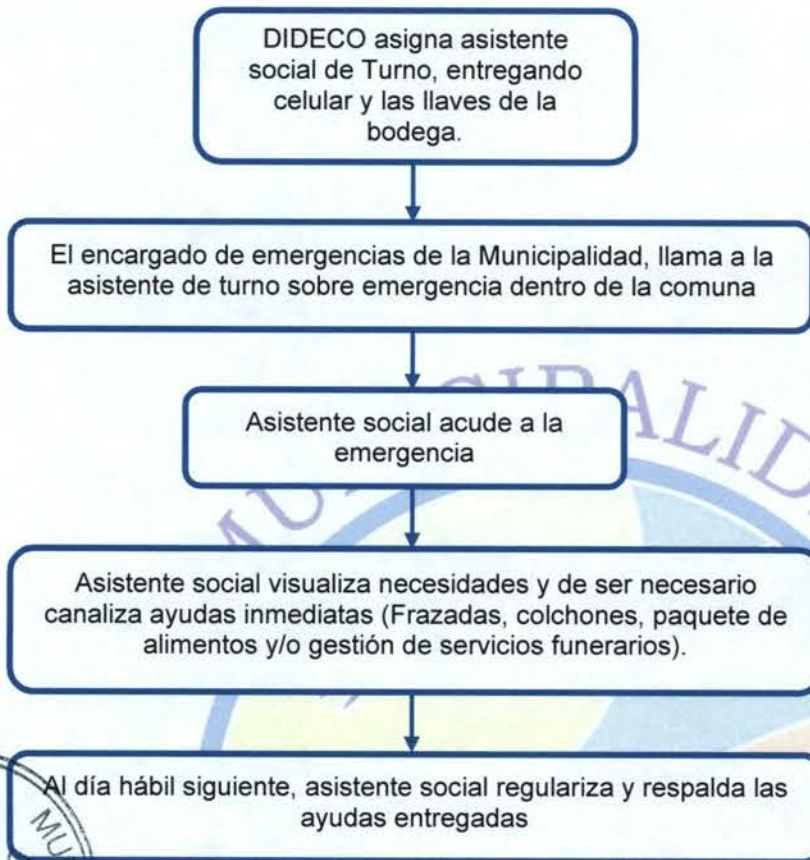 DIDECO asigna asistente
social de Turno, entregando
celular y las llaves de la
bodega.
El encargado de emergencias de la Municipalidad, llama a la
asistente de turno sobre emergencia dentro de la comuna
Asistente social acude a la
emergencia
Asistente social visualiza necesidades y de ser necesario
canaliza ayudas inmediatas (Frazadas, colchones, paquete de
alimentos y/o gestión de servicios funerarios).
Al día hábil siguiente, asistente social regulariza y respalda las
ayudas entregadas
MU